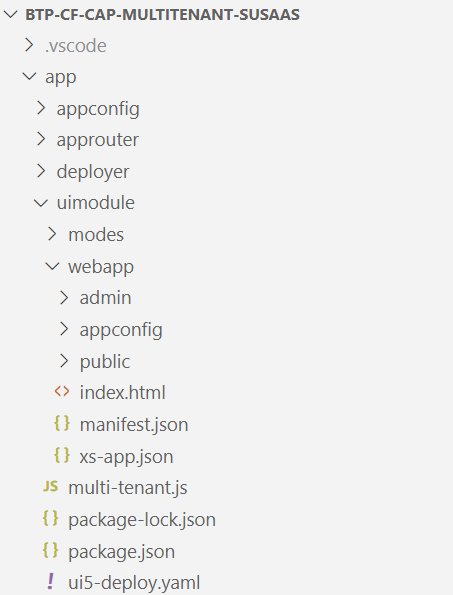 BTP-CF-CAP-MULTITENANT-SUSAAS
.vscode
app
appconfig
approuter
deployer
uimodule
modes
webapp
admin
appconfig
public
<> index.html
{} manifest.json
{} xs-app.json
JS multi-tenant.js
{} package-lock.json
{} package.json
! ui5-deploy.yaml